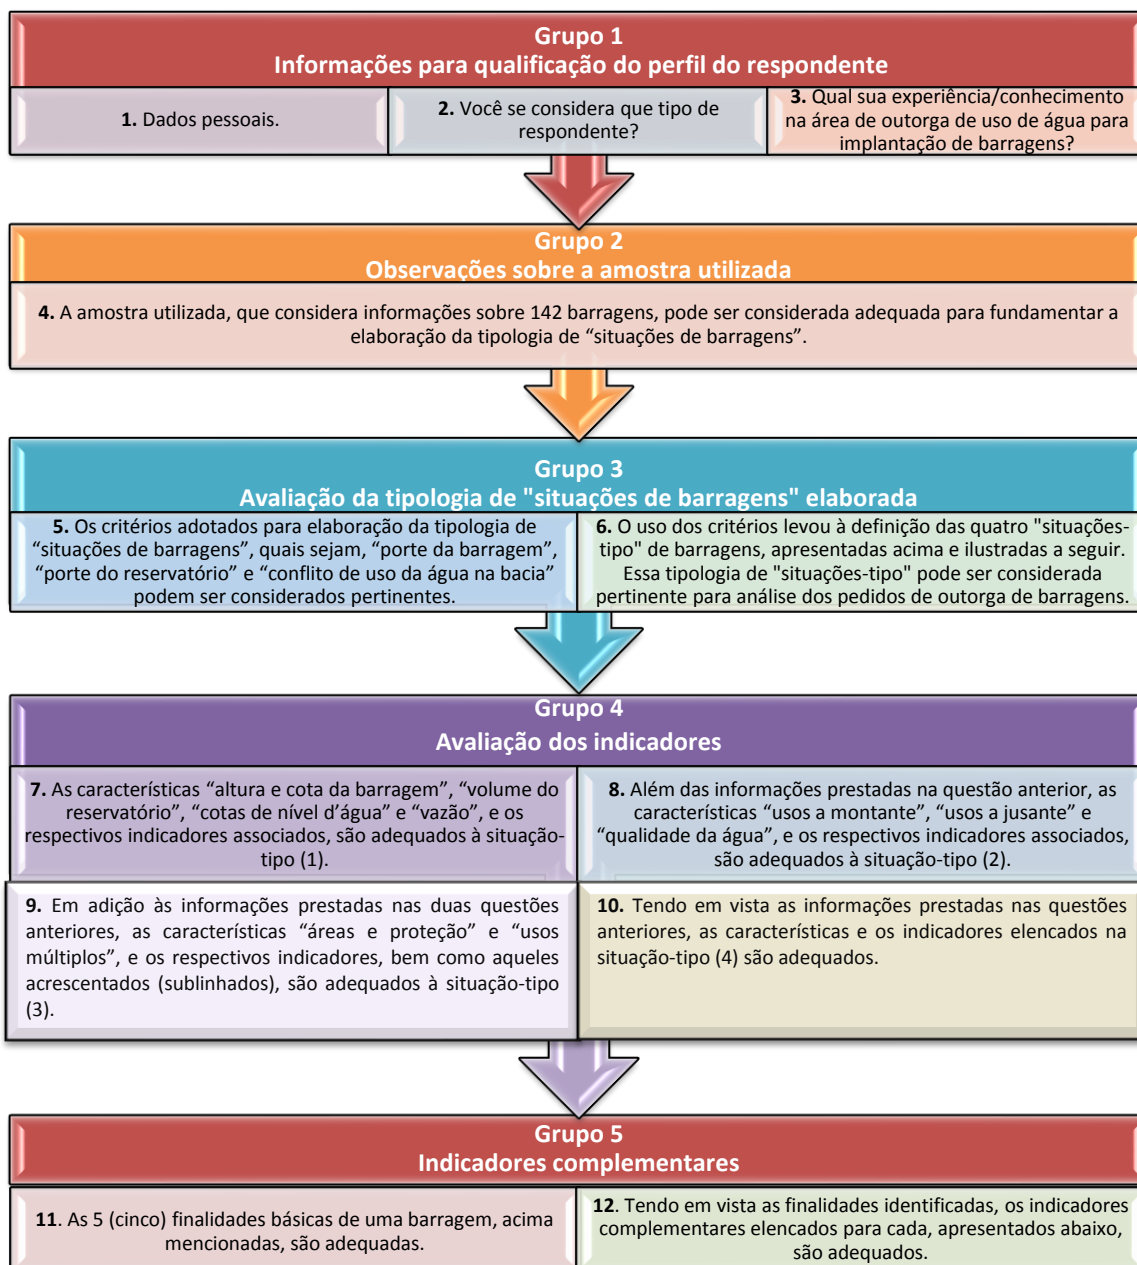 Grupo 1
Informações para qualificação do perfil do respondente
1. Dados pessoais.
2. Você se considera que tipo de
respondente?
3. Qual sua experiência/conhecimento
na área de outorga de uso de água para
implantação de barragens?
Grupo 2
Observações sobre a amostra utilizada
4. A amostra utilizada, que considera informações sobre 142 barragens, pode ser considerada adequada para fundamentar a
elaboração da tipologia de “situações de barragens”.
Grupo 3
Avaliação da tipologia de "situações de barragens" elaborada
5. Os critérios adotados para elaboração da tipologia de
“situações de barragens”, quais sejam, “porte da barragem”,
“porte do reservatório” e “conflito de uso da água na bacia”
podem ser considerados pertinentes.
6. O uso dos critérios levou à definição das quatro "situações-
tipo" de barragens, apresentadas acima e ilustradas a seguir.
Essa tipologia de "situações-tipo" pode ser considerada
pertinente para análise dos pedidos de outorga de barragens.
Grupo 4
Avaliação dos indicadores
7. As características “altura e cota da barragem”, “volume do
reservatório”, “cotas de nível d’água” e “vazão”, e os
respectivos indicadores associados, são adequados à situação-
tipo (1).
8. Além das informações prestadas na questão anterior, as
características “usos a montante”, “usos a jusante” e
“qualidade da água”, e os respectivos indicadores associados,
são adequados à situação-tipo (2).
9. Em adição às informações prestadas nas duas questões
anteriores, as características “áreas e proteção” e “usos
múltiplos”, e os respectivos indicadores, bem como aqueles
acrescentados (sublinhados), são adequados à situação-tipo
(3).
10. Tendo em vista as informações prestadas nas questões
anteriores, as características e os indicadores elencados na
situação-tipo (4) são adequados.
Grupo 5
Indicadores complementares
11. As 5 (cinco) finalidades básicas de uma barragem, acima
mencionadas, são adequadas.
12. Tendo em vista as finalidades identificadas, os indicadores
complementares elencados para cada, apresentados abaixo,
são adequados.